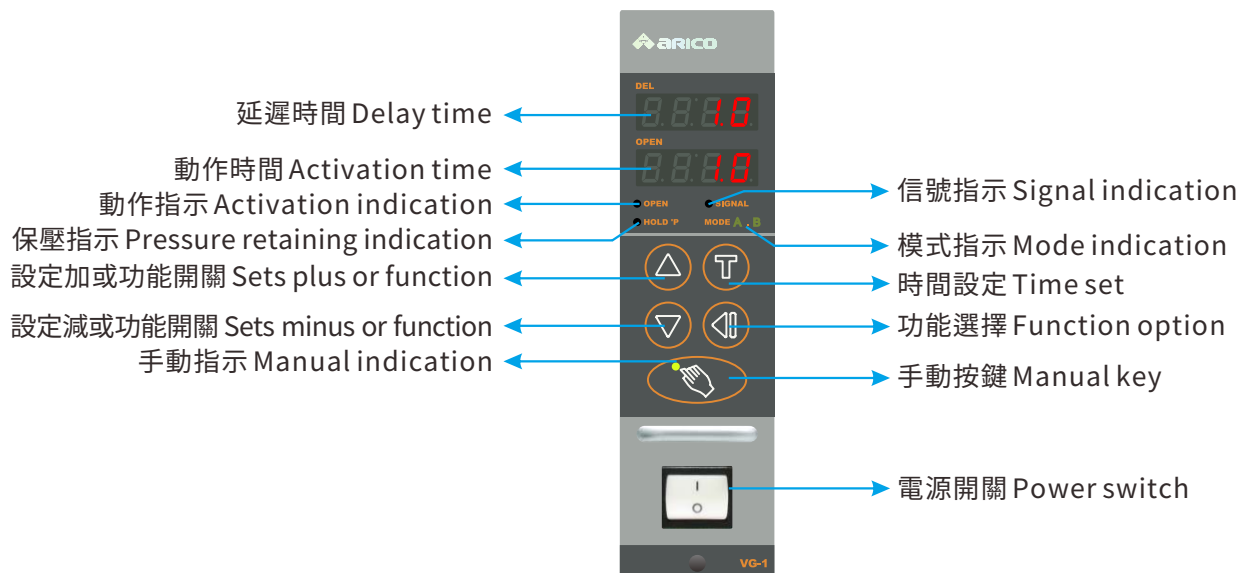 ARICO
DEL
1.0.
OPEN
1.0.
OPEN
SIGNAL
HOLD 'P
MODE A . B
T
I
O
VG-1
延遲時間 Delay time
動作時間 Activation time
動作指示 Activation indication
保壓指示 Pressure retaining indication
設定加或功能開關 Sets plus or function
設定減或功能開關 Sets minus or function
手動指示 Manual indication
信號指示 Signal indication
模式指示 Mode indication
時間設定 Time set
功能選擇 Function option
手動按鍵 Manual key
電源開關 Power switch